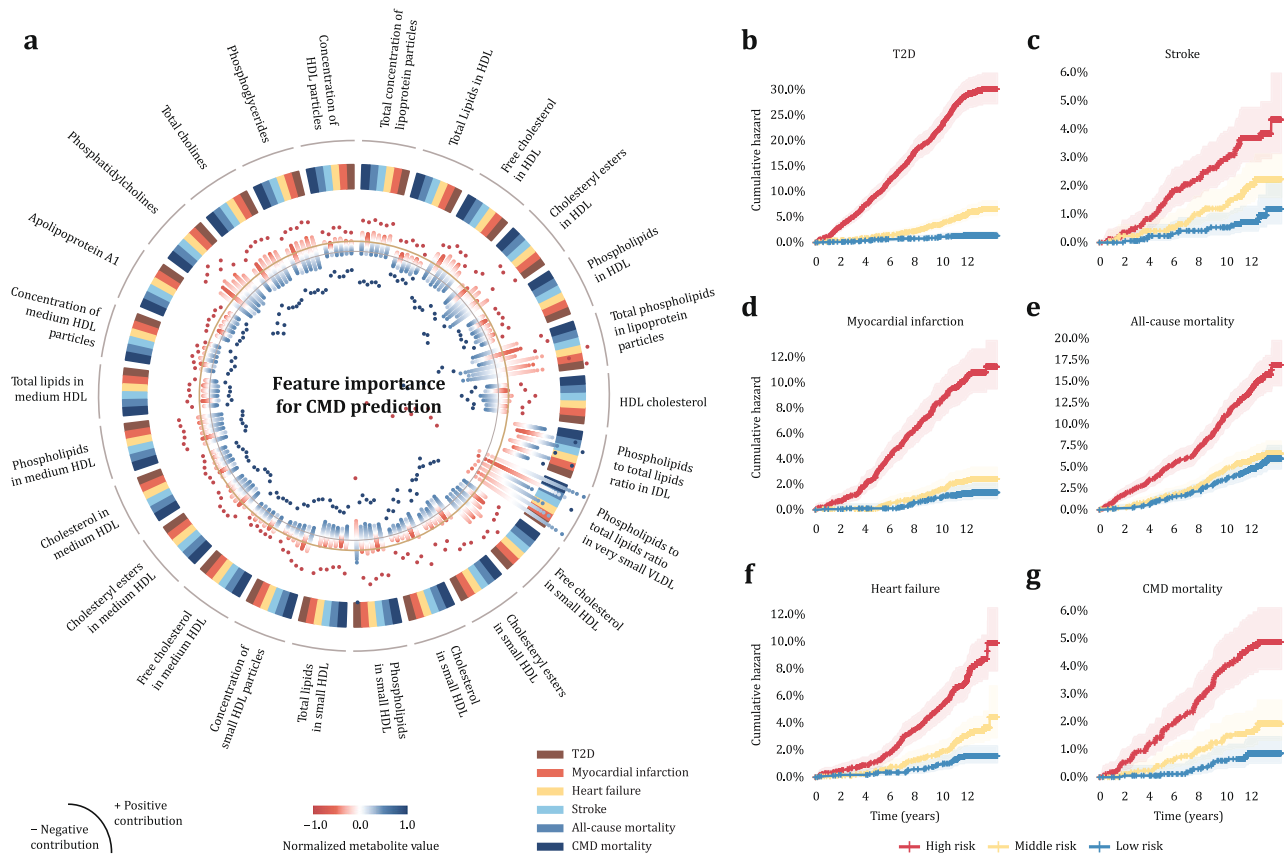 a
Concentration of
HDL particles
Total concentration of
lipoprotein particles
Total Lipids in HDL
Free cholesterol
in HDL
Cholesteryl esters
in HDL
Phospholipids
in HDL
Total phospholipids
in lipoprotein
particles
HDL cholesterol
Phospholipids
to total lipids
ratio in IDL
Phospholipids to
total lipids ratio
in very small VLDL
Free cholesterol
in small HDL
Cholesteryl esters
in small HDL
Cholesterol
in small HDL
Phospholipids
in small HDL
Total lipids
in small HDL
Concentration of
small HDL particles
Free cholesterol
in medium HDL
Cholesteryl esters
in medium HDL
Cholesterol in
medium HDL
Phospholipids
in medium HDL
Total lipids in
medium HDL
Concentration of
medium HDL
particles
Apolipoprotein A1
Phosphatidylcholines
Total cholines
Phosphoglycerides
Feature importance
for CMD prediction
+ Positive
contribution
− Negative
contribution
−1.0 0 1.0
Normalized metabolite value
T2D
Myocardial infarction
Heart failure
Stroke
All-cause mortality
CMD mortality
b
T2D
Cumulative hazard
30.0%
25.0%
20.0%
15.0%
10.0%
5.0%
0.0%
0 2 4 6 8 10 12
c
Stroke
6.0%
5.0%
4.0%
3.0%
2.0%
1.0%
0.0%
0 2 4 6 8 10 12
d
Myocardial infarction
Cumulative hazard
12.0%
10.0%
8.0%
6.0%
4.0%
2.0%
0.0%
0 2 4 6 8 10 12
e
All-cause mortality
20.0%
17.5%
15.0%
12.5%
10.0%
7.5%
5.0%
2.5%
0.0%
0 2 4 6 8 10 12
f
Heart failure
Cumulative hazard
12.0%
10.0%
8.0%
6.0%
4.0%
2.0%
0.0%
0 2 4 6 8 10 12
Time (years)
g
CMD mortality
6.0%
5.0%
4.0%
3.0%
2.0%
1.0%
0.0%
0 2 4 6 8 10 12
Time (years)
High risk Middle risk Low risk